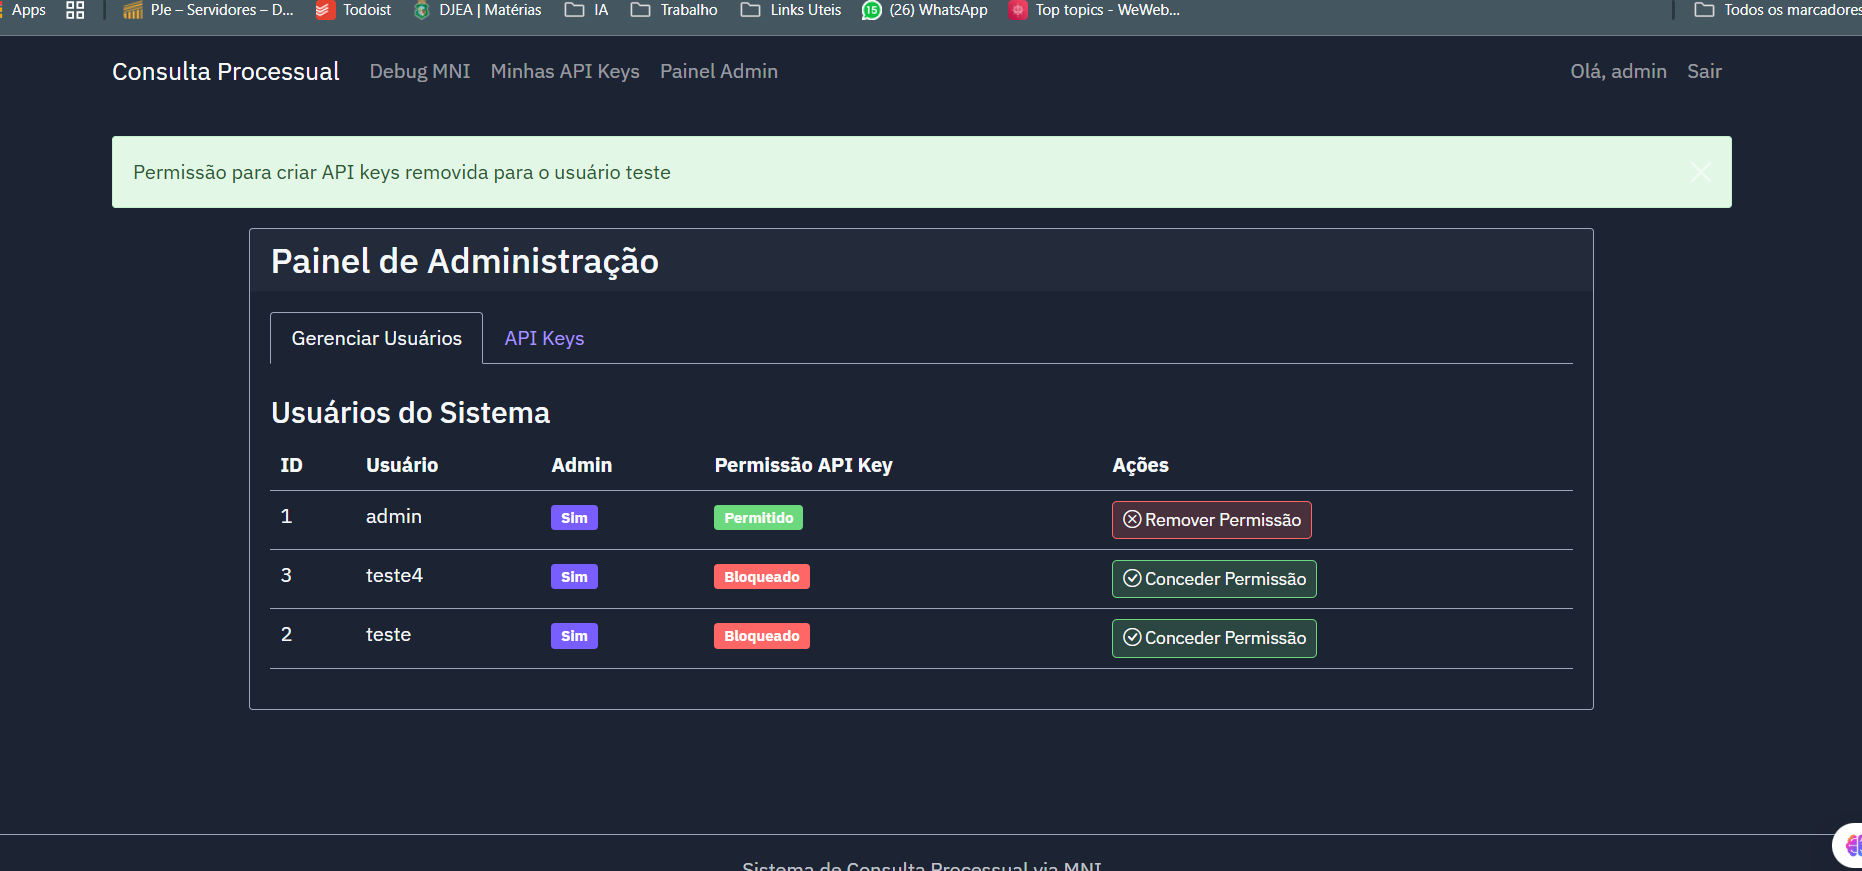 Apps PJe – Servidores – D... Todoist DJEA | Matérias IA Trabalho Links Uteis 15 (26) WhatsApp Top topics - WeWeb... Todos os marcadores
Consulta Processual Debug MNI Minhas API Keys Painel Admin Olá, admin Sair
Permissão para criar API keys removida para o usuário teste
Painel de Administração
Gerenciar Usuários API Keys
Usuários do Sistema
ID Usuário Admin Permissão API Key Ações
1 admin Sim Permitido Remover Permissão
3 teste4 Sim Bloqueado Conceder Permissão
2 teste Sim Bloqueado Conceder Permissão
Sistema de Consulta Processual via MNI